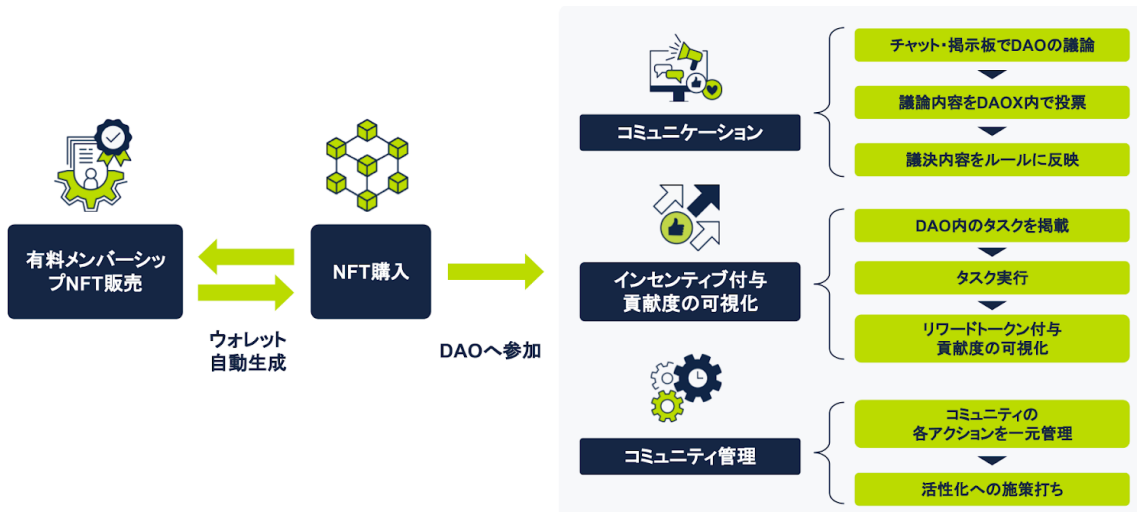 有料メンバーシッ
プNFT販売
ウォレット
自動生成
NFT購入
DAOへ参加
コミュニケーション
チャット・掲示板でDAOの議論
議論内容をDAOX内で投票
議決内容をルールに反映
インセンティブ付与
貢献度の可視化
DAO内のタスクを掲載
タスク実行
リワードトークン付与
貢献度の可視化
コミュニティ管理
コミュニティの
各アクションを一元管理
活性化への施策打ち